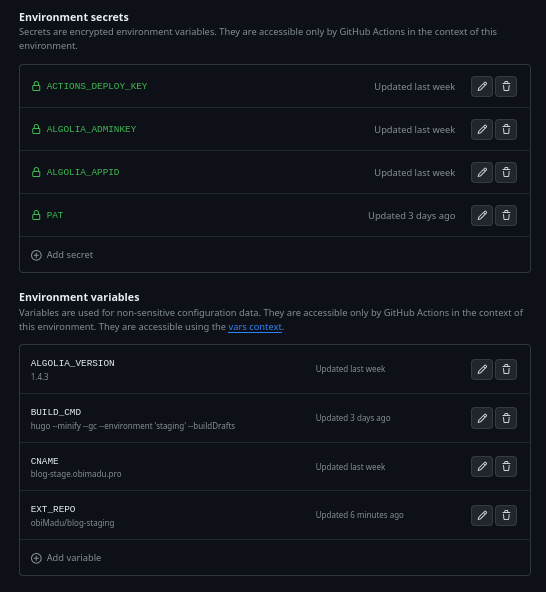 Environment secrets
Secrets are encrypted environment variables. They are accessible only by GitHub Actions in the context of this
environment.
ACTIONS_DEPLOY_KEY Updated last week
ALGOLIA_ADMINKEY Updated last week
ALGOLIA_APPID Updated last week
PAT Updated 3 days ago
Add secret
Environment variables
Variables are used for non-sensitive configuration data. They are accessible only by GitHub Actions in the context of
this environment. They are accessible using the vars context.
ALGOLIA_VERSION
1.4.3
Updated last week
BUILD_CMD
hugo --minify --gc --environment 'staging' --buildDrafts
Updated 3 days ago
CNAME
blog-stage.obimadu.pro
Updated last week
EXT_REPO
obiMadu/blog-staging
Updated 6 minutes ago
Add variable